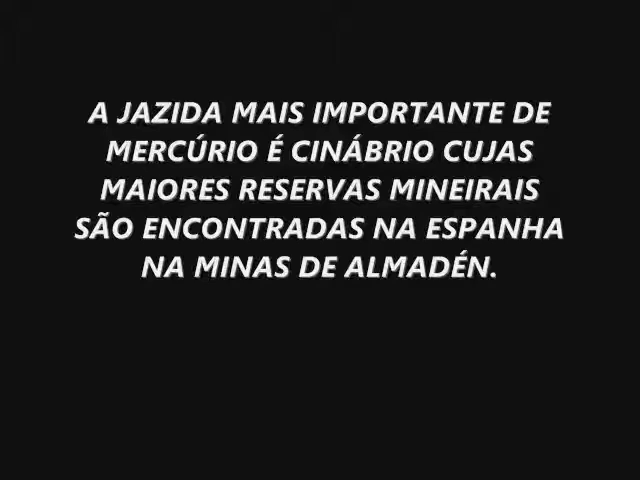 A JAZIDA MAIS IMPORTANTE DE
MERCÚRIO É CINÁBRIO CUJAS
MAIORES RESERVAS MINEIRAIS
SÃO ENCONTRADAS NA ESPANHA
NA MINAS DE ALMADÉN.